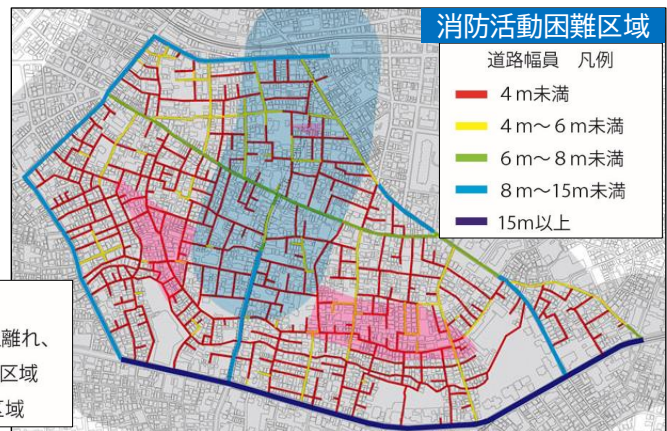 消防活動困難区域
道路幅員 凡例
4m未満
4m～6m未満
6m～8m未満
8m～15m未満
15m以上
離れ、
区域
区域